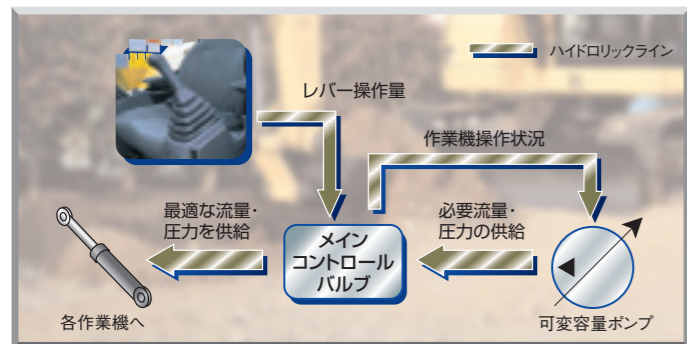 ハイドロリックライン
レバー操作量
作業機操作状況
最適な流量・
圧力を供給
必要流量・
圧力の供給
メイン
コントロール
バルブ
各作業機へ
可変容量ポンプ